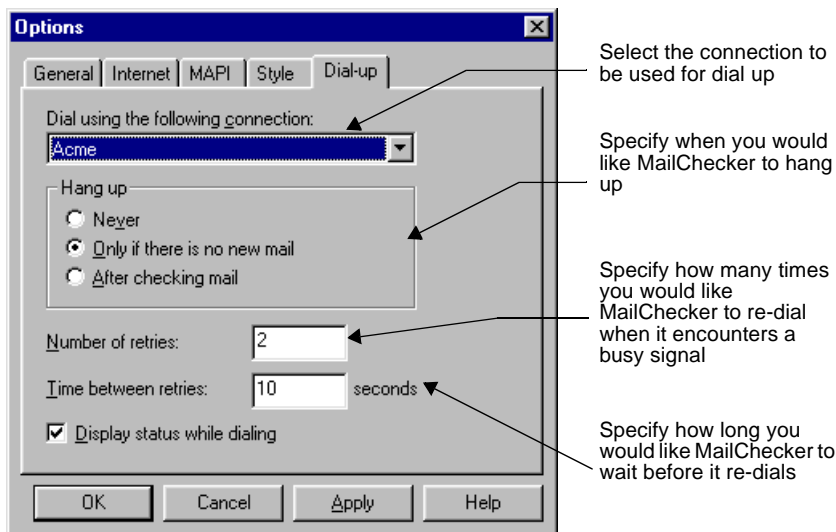 Options
General Internet MAPI Style Dial-up
Dial using the following connection:
Acme
Hang up
Never
Only if there is no new mail
After checking mail
Number of retries: 2
Time between retries: 10 seconds
Display status while dialing
OK Cancel Apply Help
Select the connection to
be used for dial up
Specify when you would
like MailChecker to hang
up
Specify how many times
you would like
MailChecker to re-dial
when it encounters a
busy signal
Specify how long you
would like MailChecker to
wait before it re-dials